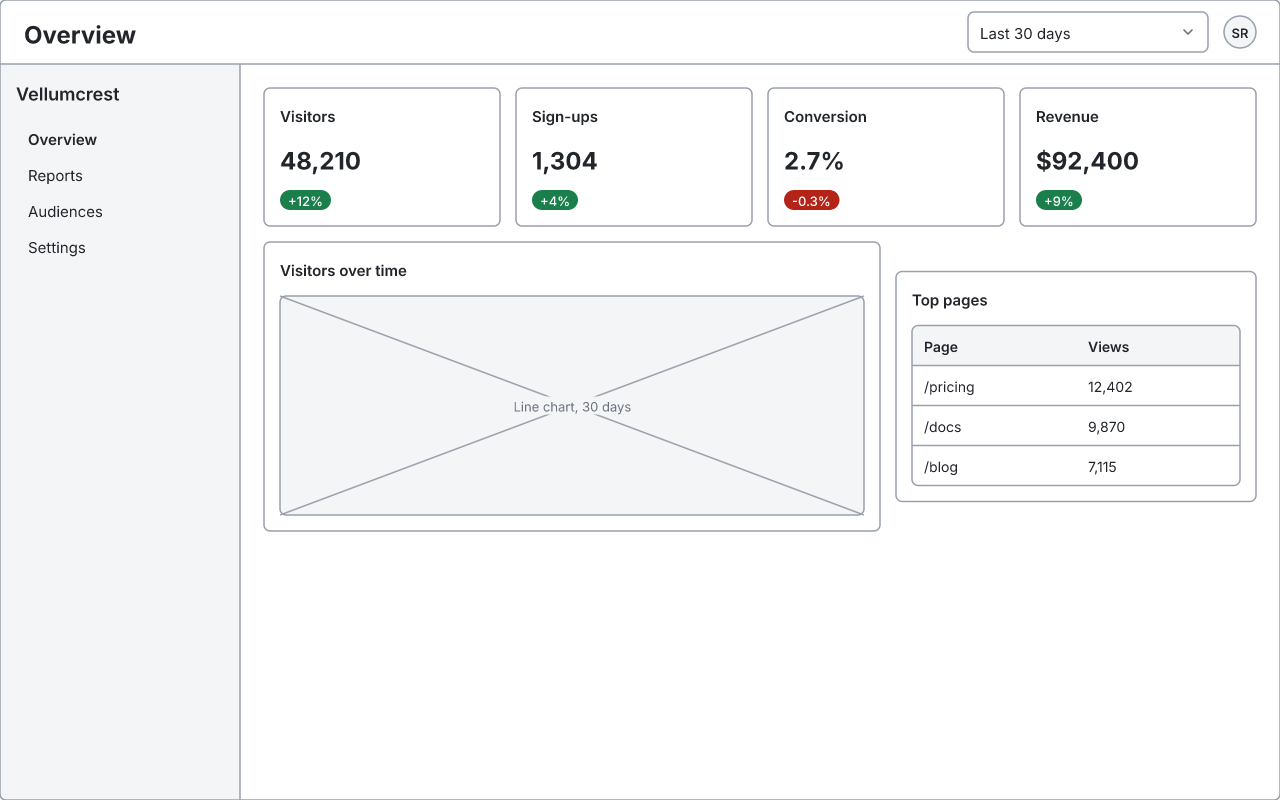 Overview
Last 30 days
SR
Vellumcrest
Overview
Reports
Audiences
Settings
Visitors
48,210
+12%
Sign-ups
1,304
+4%
Conversion
2.7%
-0.3%
Revenue
$92,400
+9%
Visitors over time
Line chart, 30 days
Top pages
Page Views
/pricing 12,402
/docs 9,870
/blog 7,115